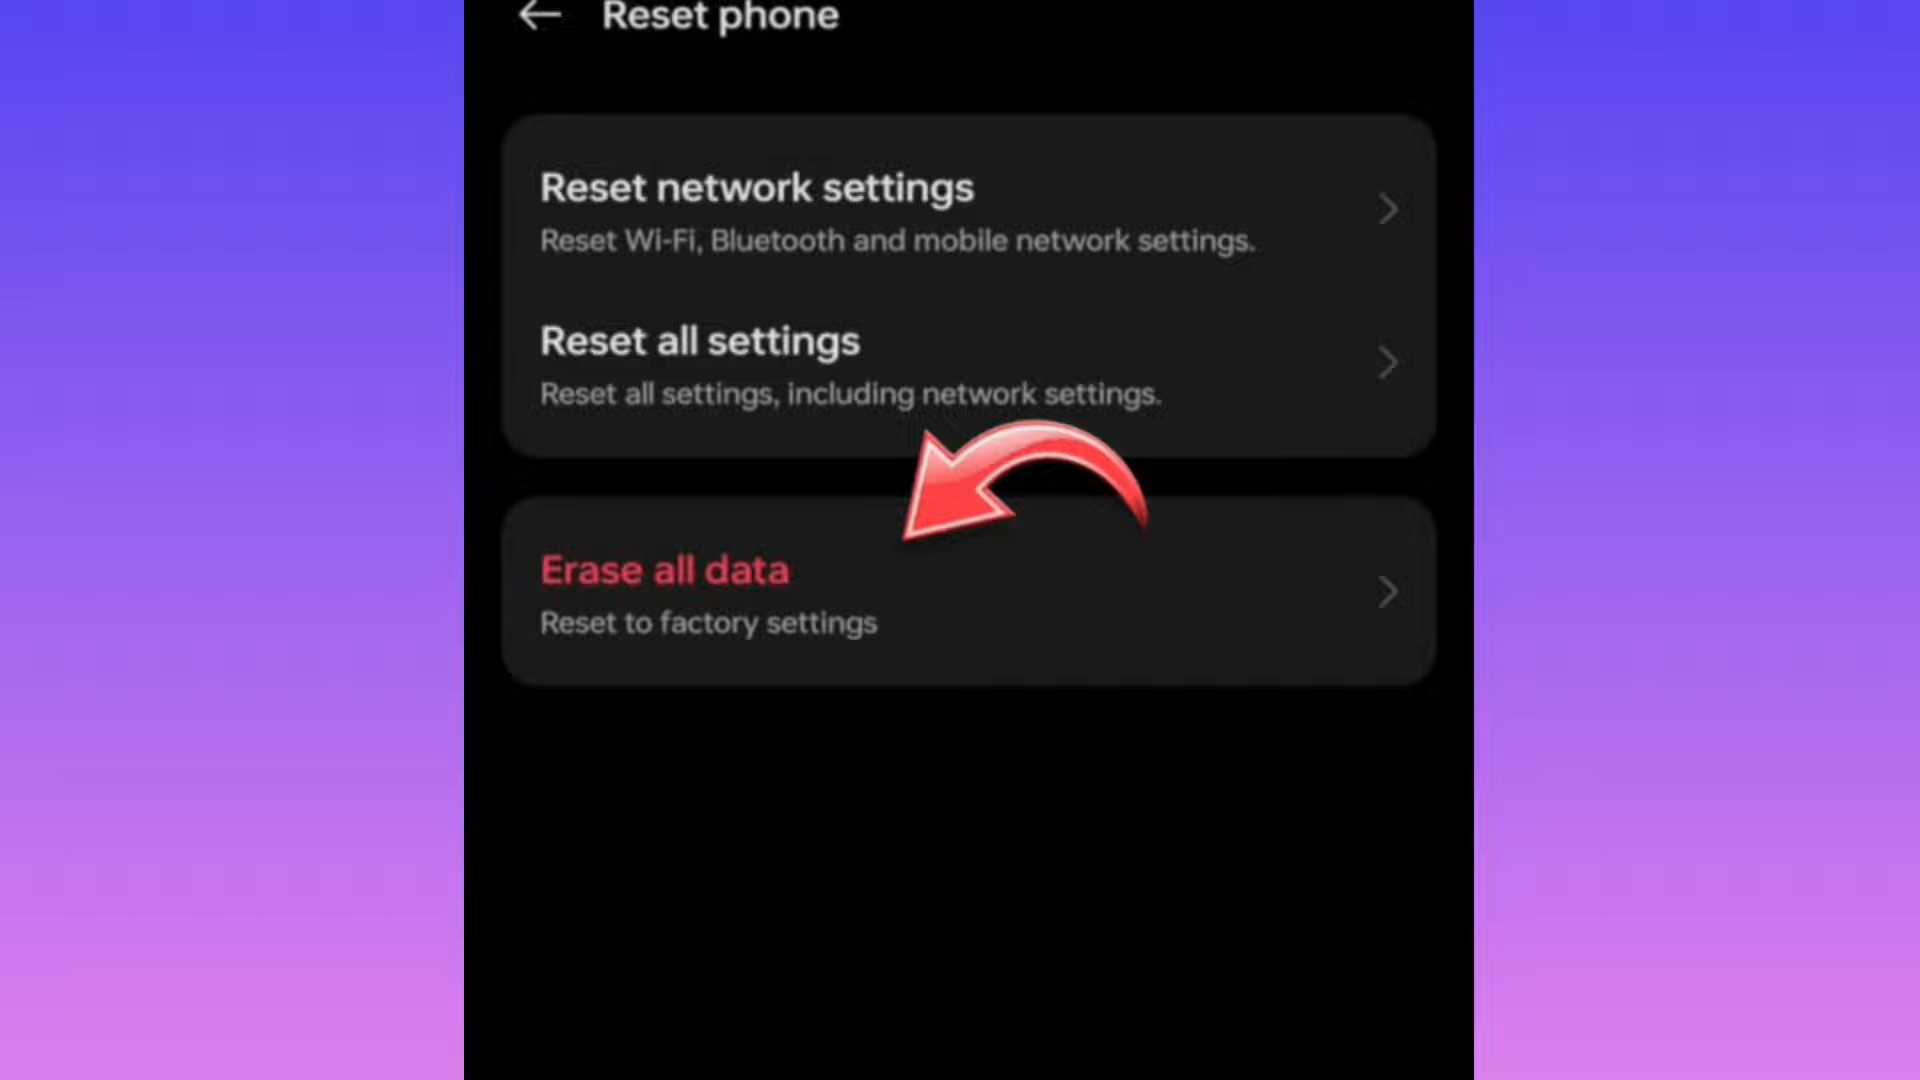 Reset phone
Reset network settings
Reset Wi-Fi, Bluetooth and mobile network settings.
Reset all settings
Reset all settings, including network settings.
Erase all data
Reset to factory settings